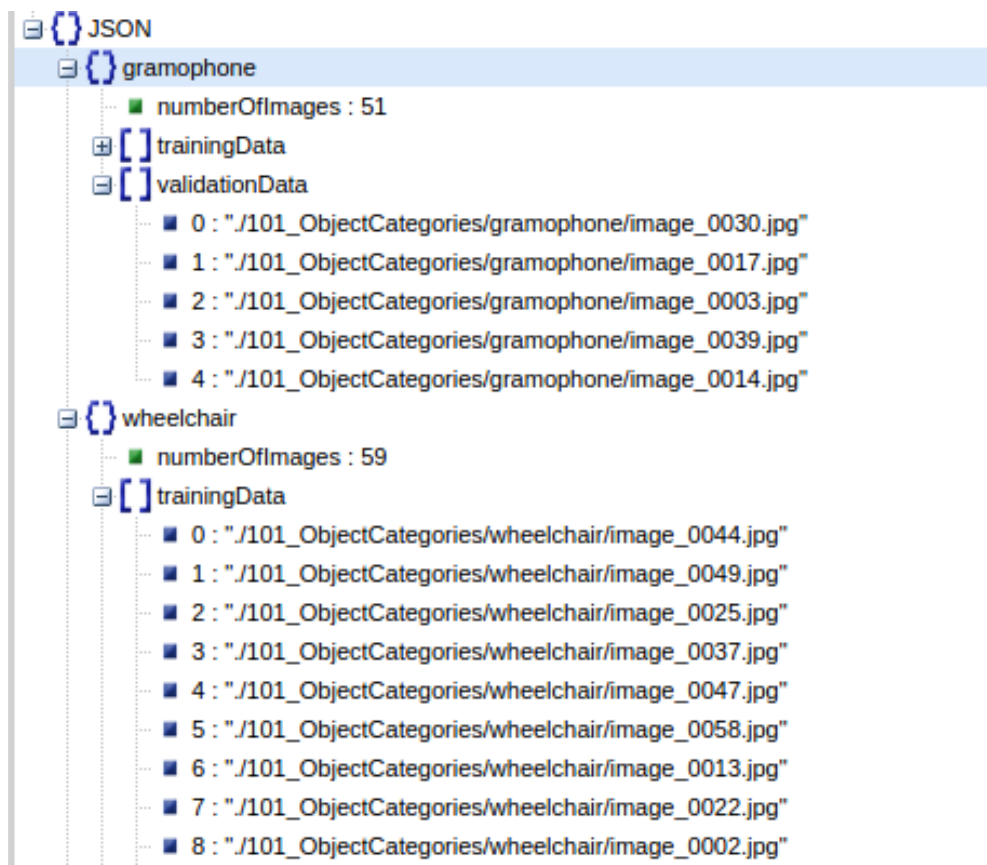 JSON
gramophone
numberOfImages : 51
trainingData
validationData
0 : "./101_ObjectCategories/gramophone/image_0030.jpg"
1 : "./101_ObjectCategories/gramophone/image_0017.jpg"
2 : "./101_ObjectCategories/gramophone/image_0003.jpg"
3 : "./101_ObjectCategories/gramophone/image_0039.jpg"
4 : "./101_ObjectCategories/gramophone/image_0014.jpg"
wheelchair
numberOfImages : 59
trainingData
0 : "./101_ObjectCategories/wheelchair/image_0044.jpg"
1 : "./101_ObjectCategories/wheelchair/image_0049.jpg"
2 : "./101_ObjectCategories/wheelchair/image_0025.jpg"
3 : "./101_ObjectCategories/wheelchair/image_0037.jpg"
4 : "./101_ObjectCategories/wheelchair/image_0047.jpg"
5 : "./101_ObjectCategories/wheelchair/image_0058.jpg"
6 : "./101_ObjectCategories/wheelchair/image_0013.jpg"
7 : "./101_ObjectCategories/wheelchair/image_0022.jpg"
8 : "./101_ObjectCategories/wheelchair/image_0002.jpg"